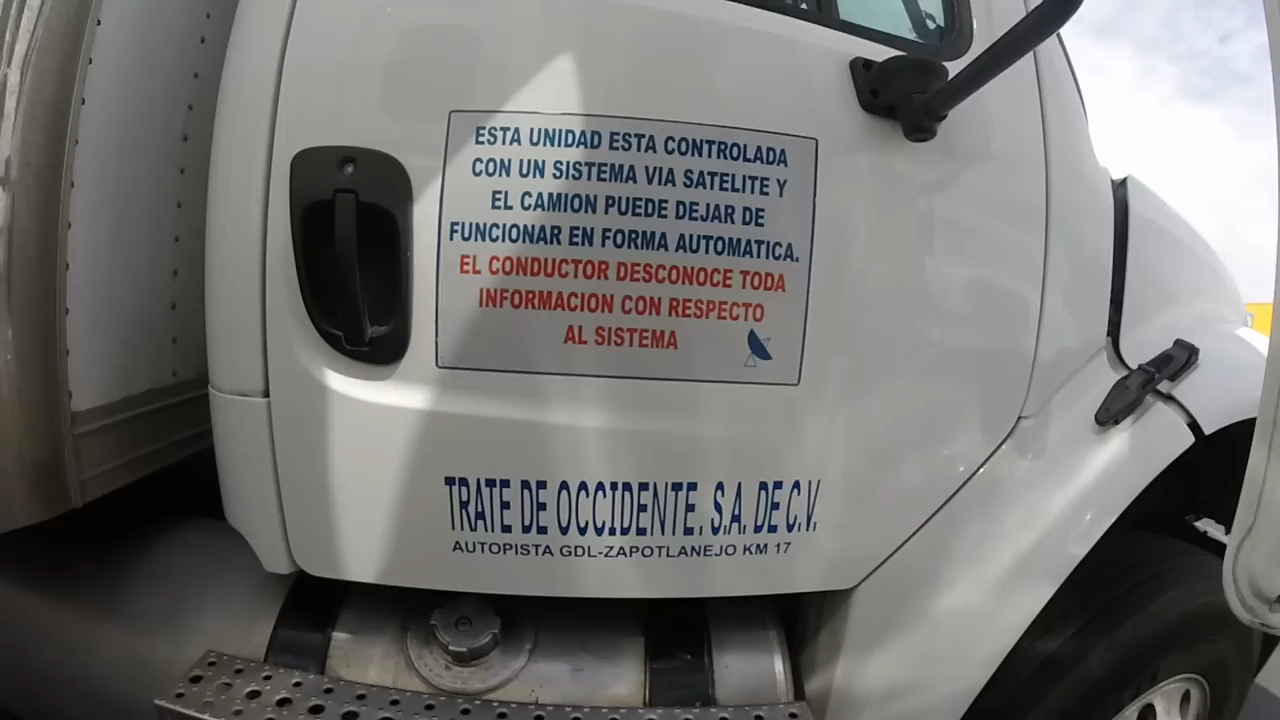 ESTA UNIDAD ESTA CONTROLADA
CON UN SISTEMA VIA SATELITE Y
EL CAMION PUEDE DEJAR DE
FUNCIONAR EN FORMA AUTOMATICA.
EL CONDUCTOR DESCONOCE TODA
INFORMACION CON RESPECTO
AL SISTEMA
TRATE DE OCCIDENTE. S.A. DE C.V.
AUTOPISTA GDL-ZAPOTLANEJO KM 17